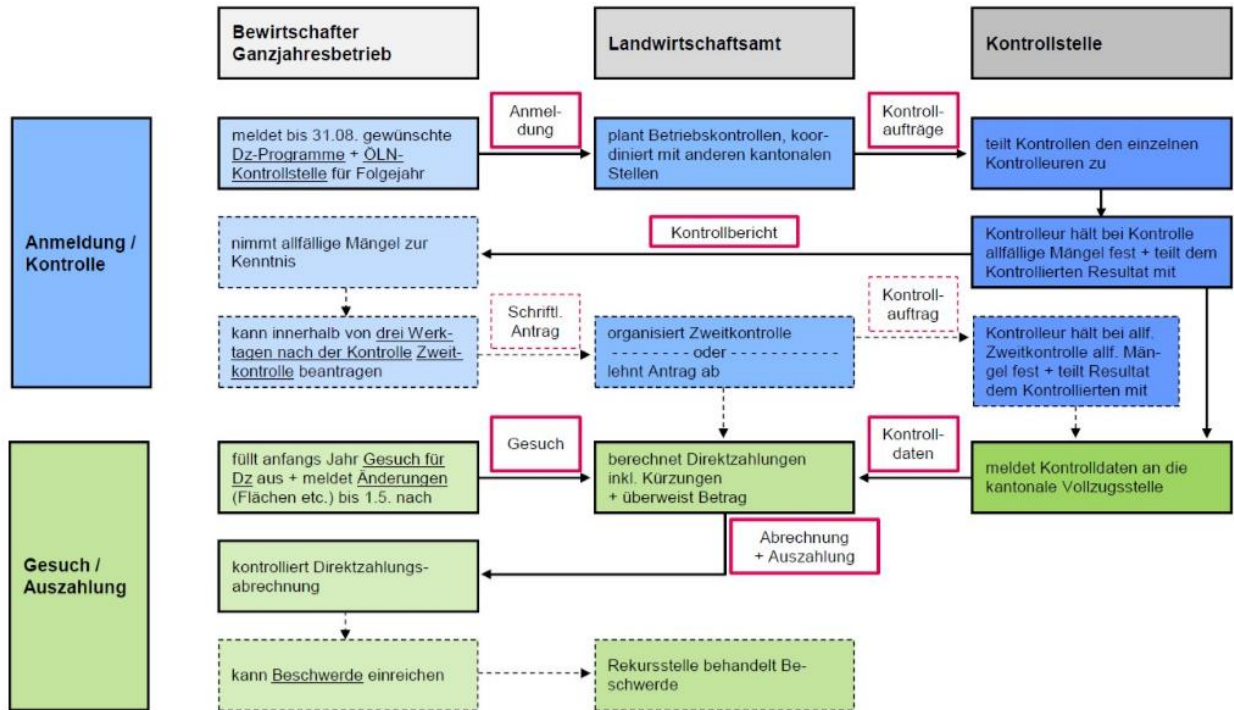 Bewirtschafter
Ganzjahresbetrieb
Landwirtschaftsamt
Kontrollstelle
Anmeldung /
Kontrolle
meldet bis 31.08. gewünschte
Dz-Programme + ÖLN-
Kontrollstelle für Folgejahr
Anmel-
dung
plant Betriebskontrollen, koor-
diniert mit anderen kantonalen
Stellen
Kontroll-
aufträge
teilt Kontrollen den einzelnen
Kontrolleuren zu
nimmt allfällige Mängel zur
Kenntnis
Kontrollbericht
Kontrolleur hält bei Kontrolle
allfällige Mängel fest + teilt dem
Kontrollierten Resultat mit
kann innerhalb von drei Werk-
tagen nach der Kontrolle Zweit-
kontrolle beantragen
Schriftl.
Antrag
organisiert Zweitkontrolle
- - - - - - - - oder - - - - - - - - - - -
lehnt Antrag ab
Kontroll-
auftrag
Kontrolleur hält bei allf.
Zweitkontrolle allf. Män-
gel fest + teilt Resultat
dem Kontrollierten mit
Gesuch /
Auszahlung
füllt anfangs Jahr Gesuch für
Dz aus + meldet Änderungen
(Flächen etc.) bis 1.5. nach
Gesuch
berechnet Direktzahlungen
inkl. Kürzungen
+ überweist Betrag
Kontroll-
daten
meldet Kontrolldaten an die
kantonale Vollzugsstelle
Abrechnung
+ Auszahlung
kontrolliert Direktzahlungs-
abrechnung
kann Beschwerde einreichen
Rekursstelle behandelt Be-
schwerde